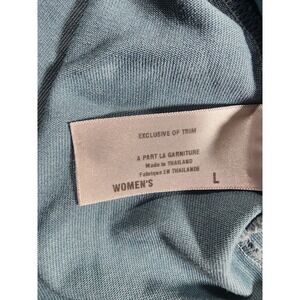 EXCLUSIVE OF TRIM
À PART LA GARNITURE
Made in THAILAND
Fabriqué EN THAILANDE
WOMEN'S L